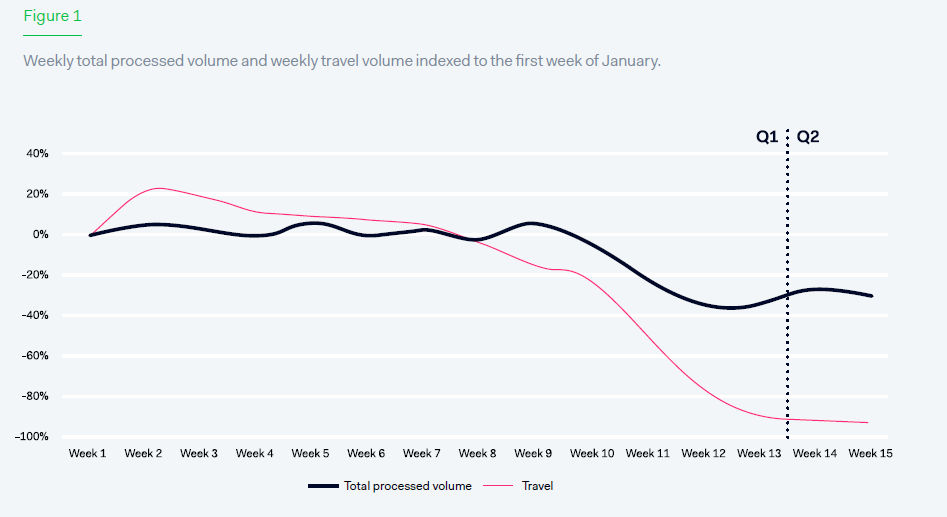 Figure 1
Weekly total processed volume and weekly travel volume indexed to the first week of January.
Q1 Q2
40%
20%
0%
-20%
-40%
-60%
-80%
-100%
Week 1 Week 2 Week 3 Week 4 Week 5 Week 6 Week 7 Week 8 Week 9 Week 10 Week 11 Week 12 Week 13 Week 14 Week 15
Total processed volume Travel